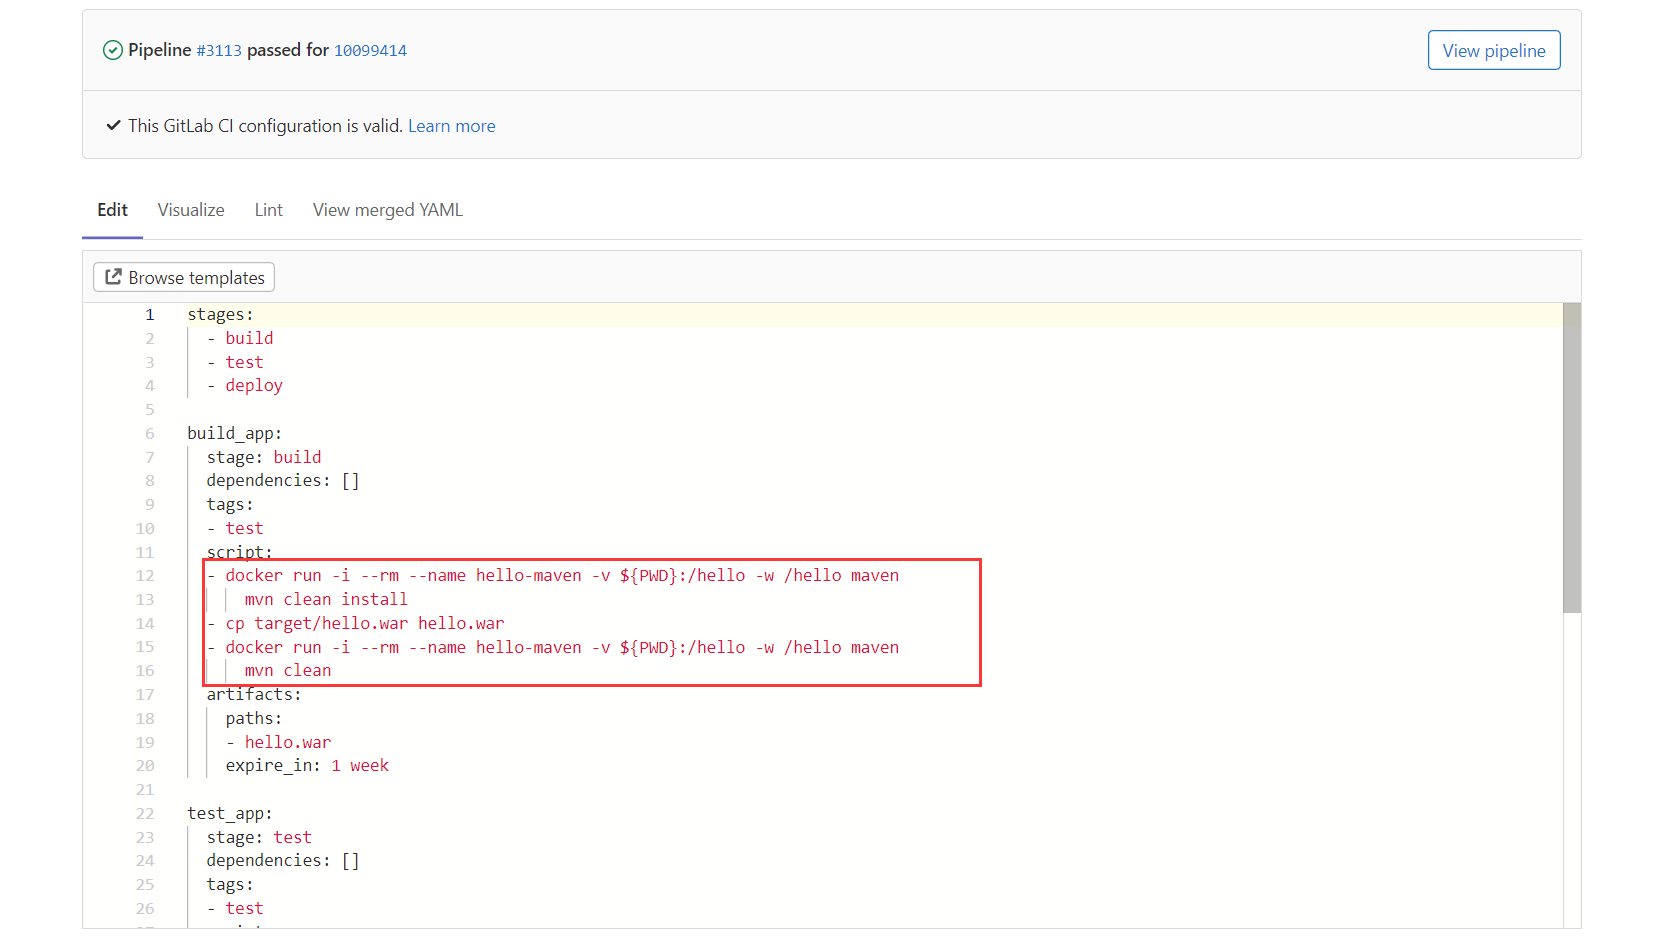 Pipeline #3113 passed for 10099414
View pipeline
This GitLab CI configuration is valid. Learn more
Edit Visualize Lint View merged YAML
Browse templates
1 stages:
2 - build
3 - test
4 - deploy
5
6 build_app:
7 stage: build
8 dependencies: []
9 tags:
10 - test
11 script:
12 - docker run -i --rm --name hello-maven -v ${PWD}:/hello -w /hello maven
13 mvn clean install
14 - cp target/hello.war hello.war
15 - docker run -i --rm --name hello-maven -v ${PWD}:/hello -w /hello maven
16 mvn clean
17 artifacts:
18 paths:
19 - hello.war
20 expire_in: 1 week
21
22 test_app:
23 stage: test
24 dependencies: []
25 tags:
26 - test